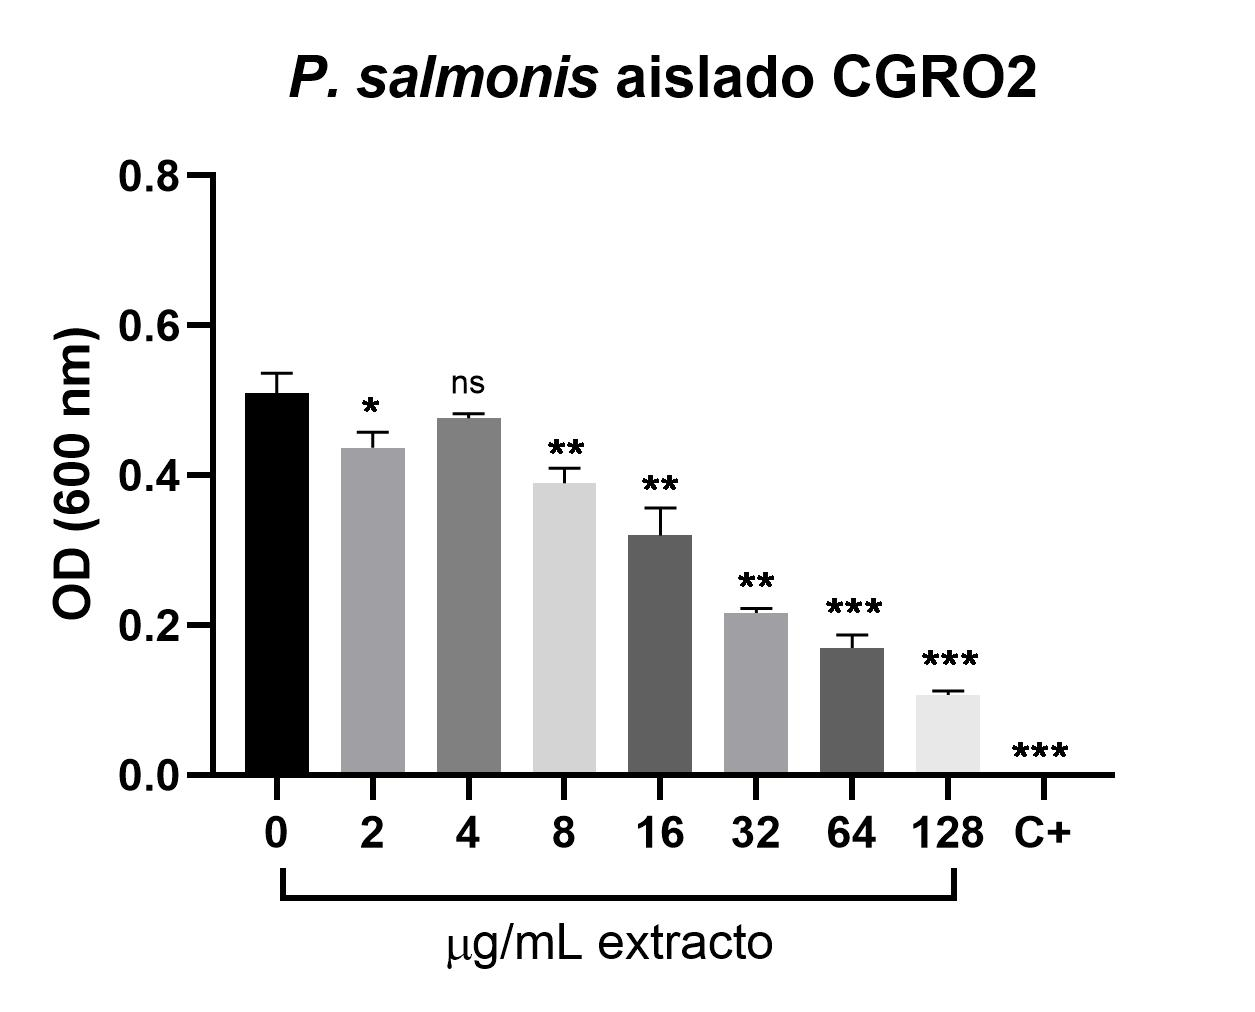 P. salmonis aislado CGRO2
0.8
0.6
0.4
0.2
0.0
OD (600 nm)
*
ns
**
**
**
***
***
***
0 2 4 8 16 32 64 128 C+
µg/mL extracto